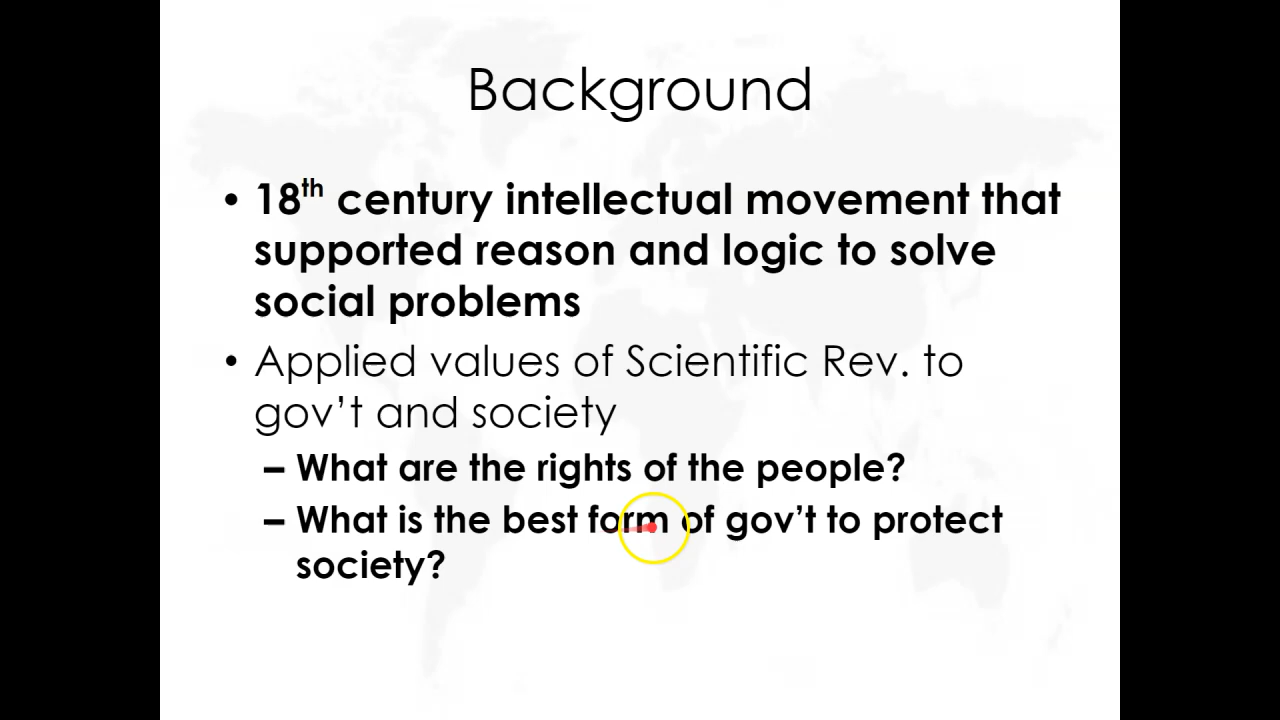 Background
• 18th century intellectual movement that
supported reason and logic to solve
social problems
• Applied values of Scientific Rev. to
gov’t and society
– What are the rights of the people?
– What is the best form of gov’t to protect
society?